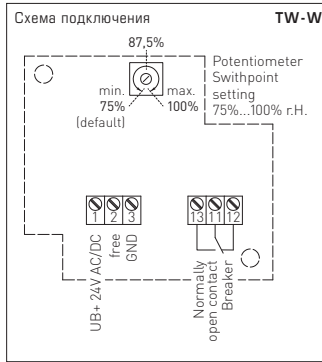 Схема подключения
TW-W
87,5%
min.
75%
(default)
max.
100%
Potentiometer
Swithpoint
setting
75%...100% r.H.
1 2 3
13 11 12
UB+ 24V AC/DC
free
GND
Normally
open contact
Breaker